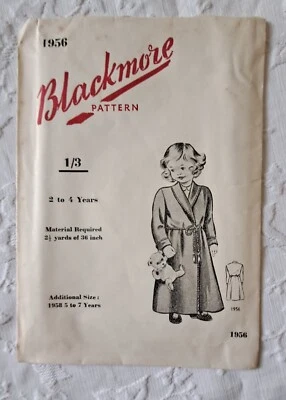 1956
Blackmore
PATTERN
1/3
2 to 4 Years
Material Required
2½ yards of 36 inch
Additional Size :
1958 5 to 7 Years
1956
1956